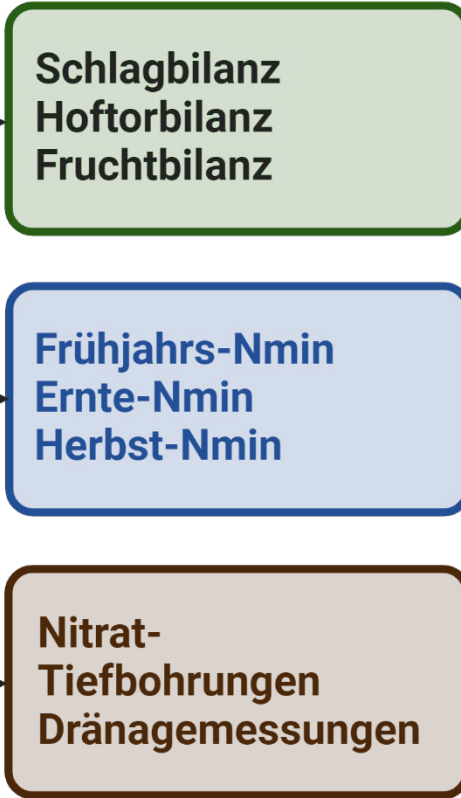 Schlagbilanz
Hoftorbilanz
Fruchtbilanz
Frühjahrs-Nmin
Ernte-Nmin
Herbst-Nmin
Nitrat-
Tiefbohrungen
Dränagemessungen